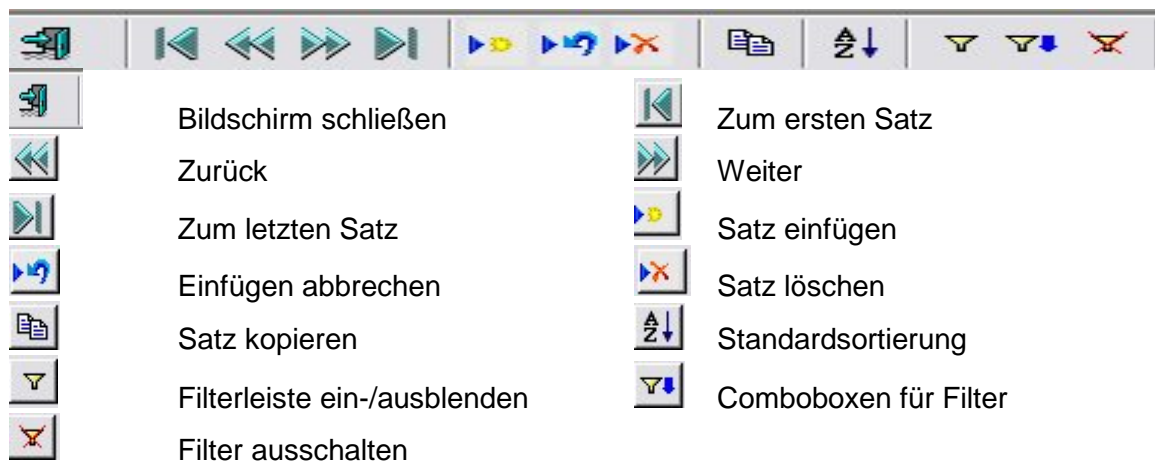 Bildschirm schließen
Zum ersten Satz
Zurück
Weiter
Zum letzten Satz
Satz einfügen
Einfügen abbrechen
Satz löschen
Satz kopieren
Standardsortierung
Filterleiste ein-/ausblenden
Comboboxen für Filter
Filter ausschalten